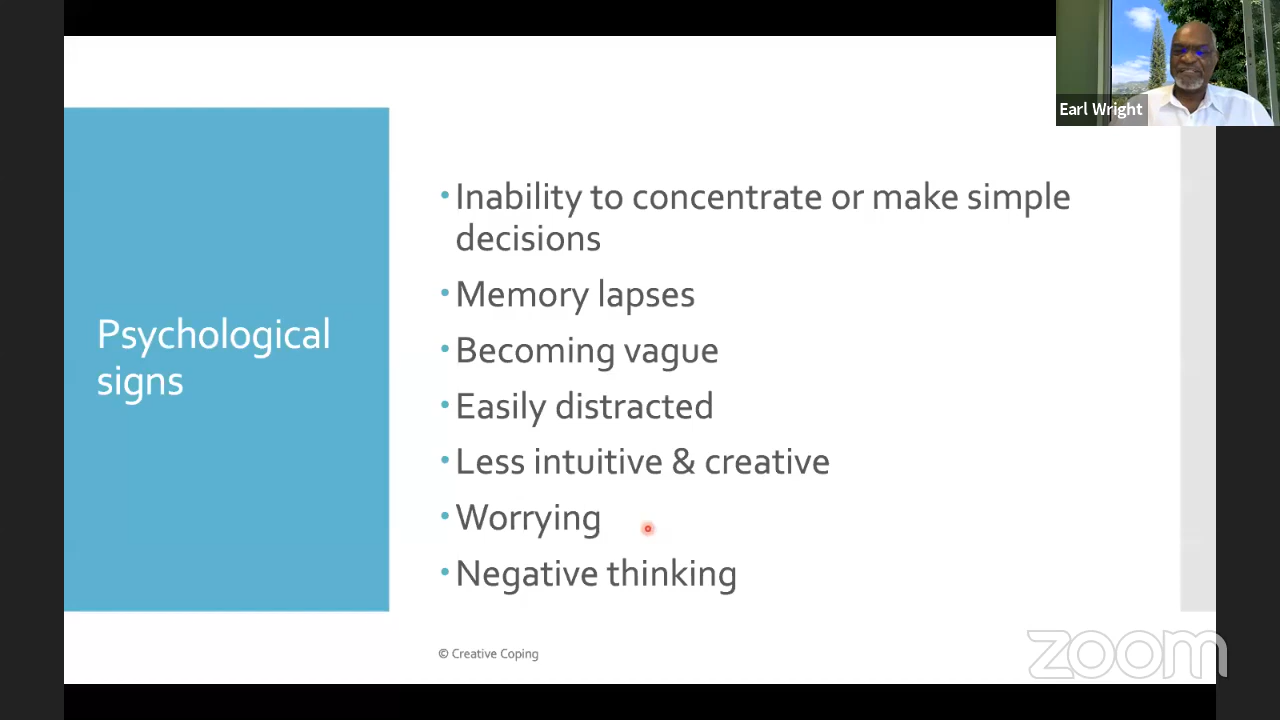 Earl Wright
Psychological
signs
• Inability to concentrate or make simple
decisions
• Memory lapses
• Becoming vague
• Easily distracted
• Less intuitive & creative
• Worrying
• Negative thinking
© Creative Coping
zoom